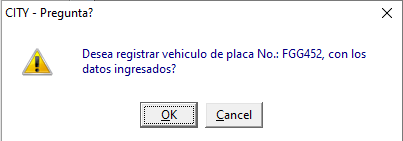 CITY - Pregunta?
Desea registrar vehiculo de placa No.: FGG452, con los
datos ingresados?
OK
Cancel